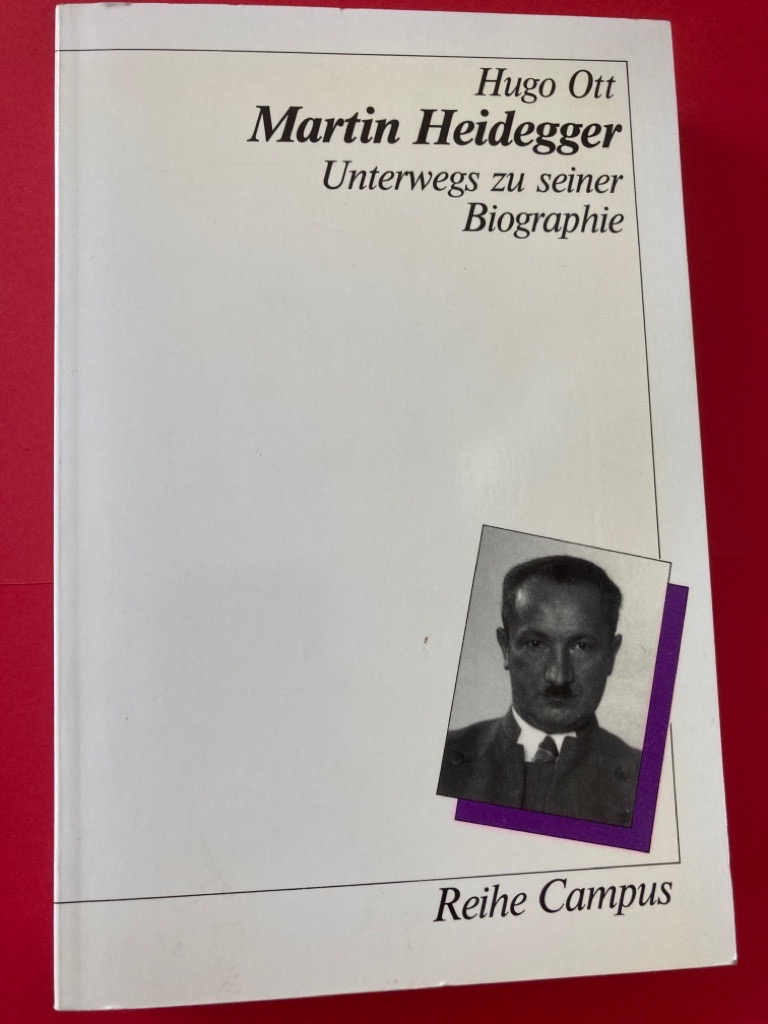 Hugo Ott
Martin Heidegger
Unterwegs zu seiner
Biographie
Reihe Campus